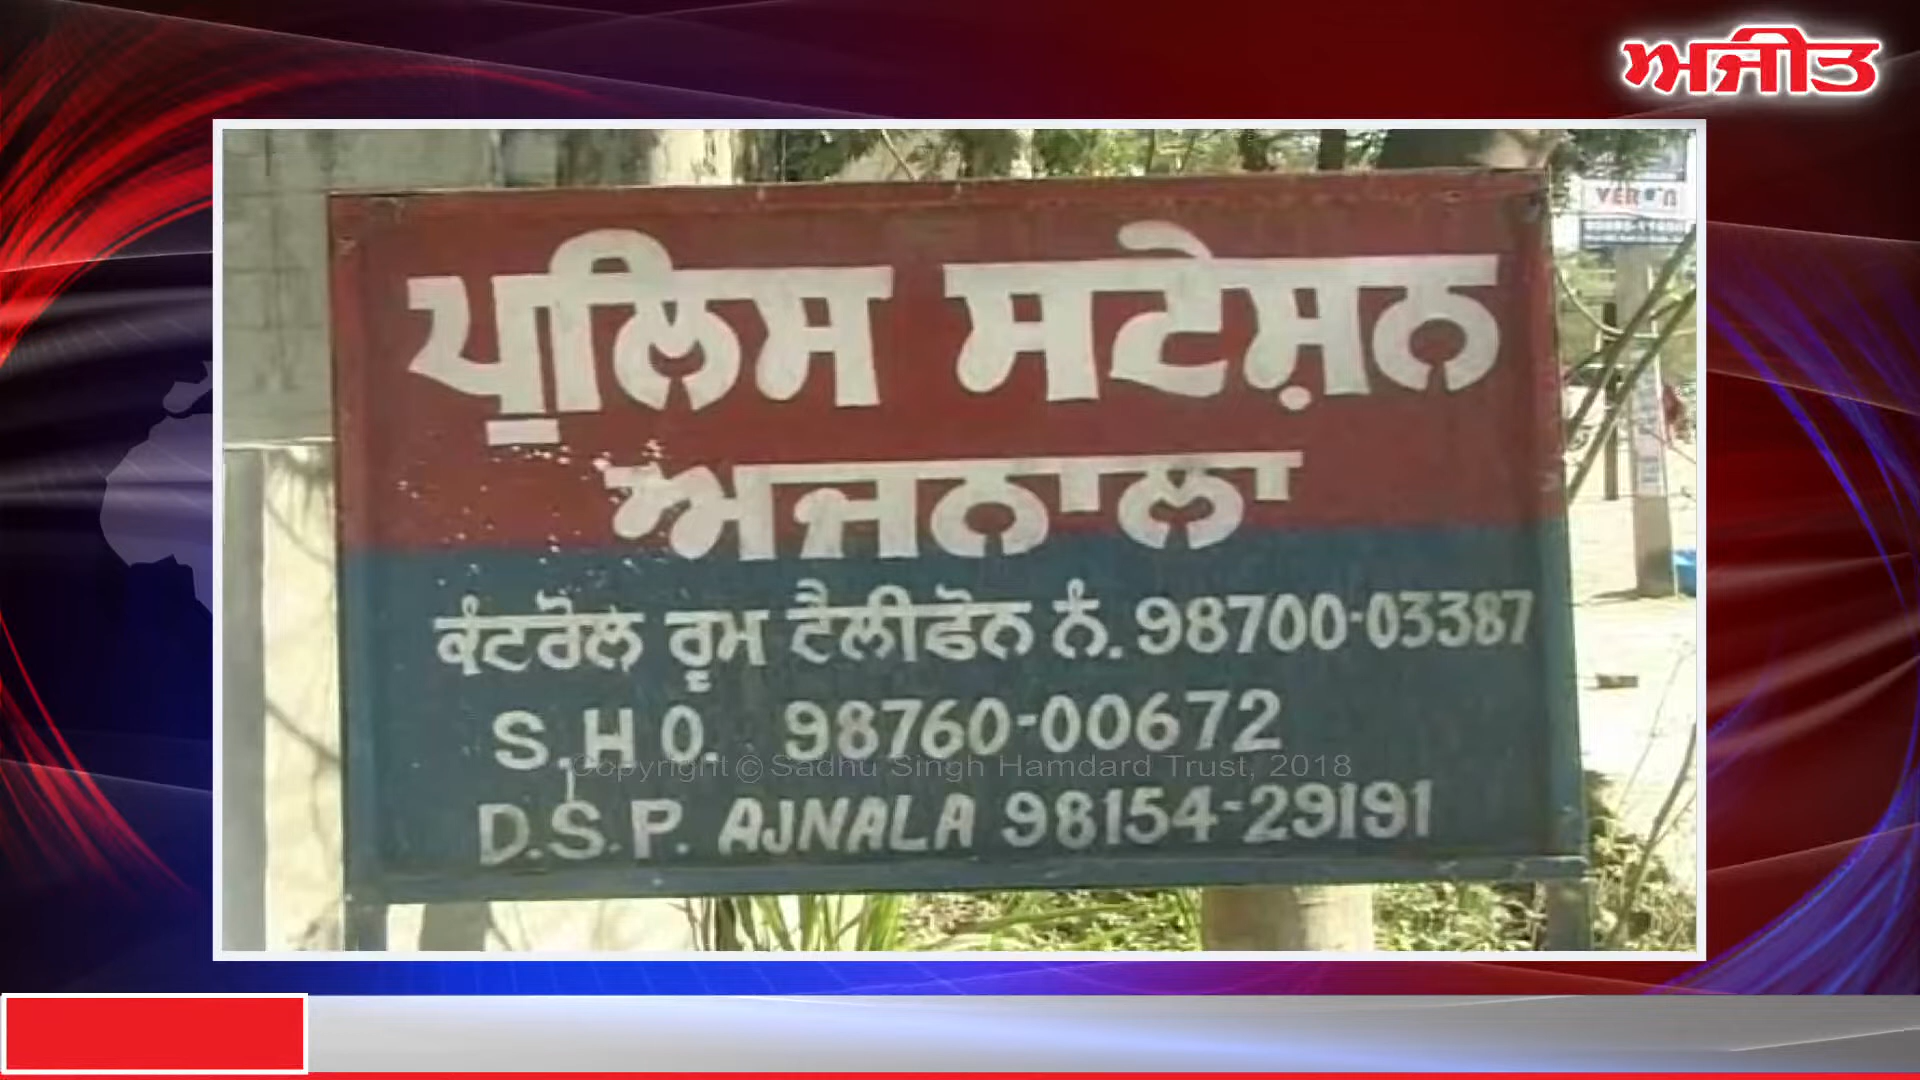 ਅਜੀਤ
ਪੁਲਿਸ ਸਟੇਸ਼ਨ
ਅਜਨਾਲਾ
ਕੰਟਰੋਲ ਰੂਮ ਟੈਲੀਫੋਨ ਨੰ. 98700-03387
S.H.O. 98760-00672
Copyright © Sadhu Singh Hamdard Trust, 2018
D.S.P. AJNALA 98154-29191